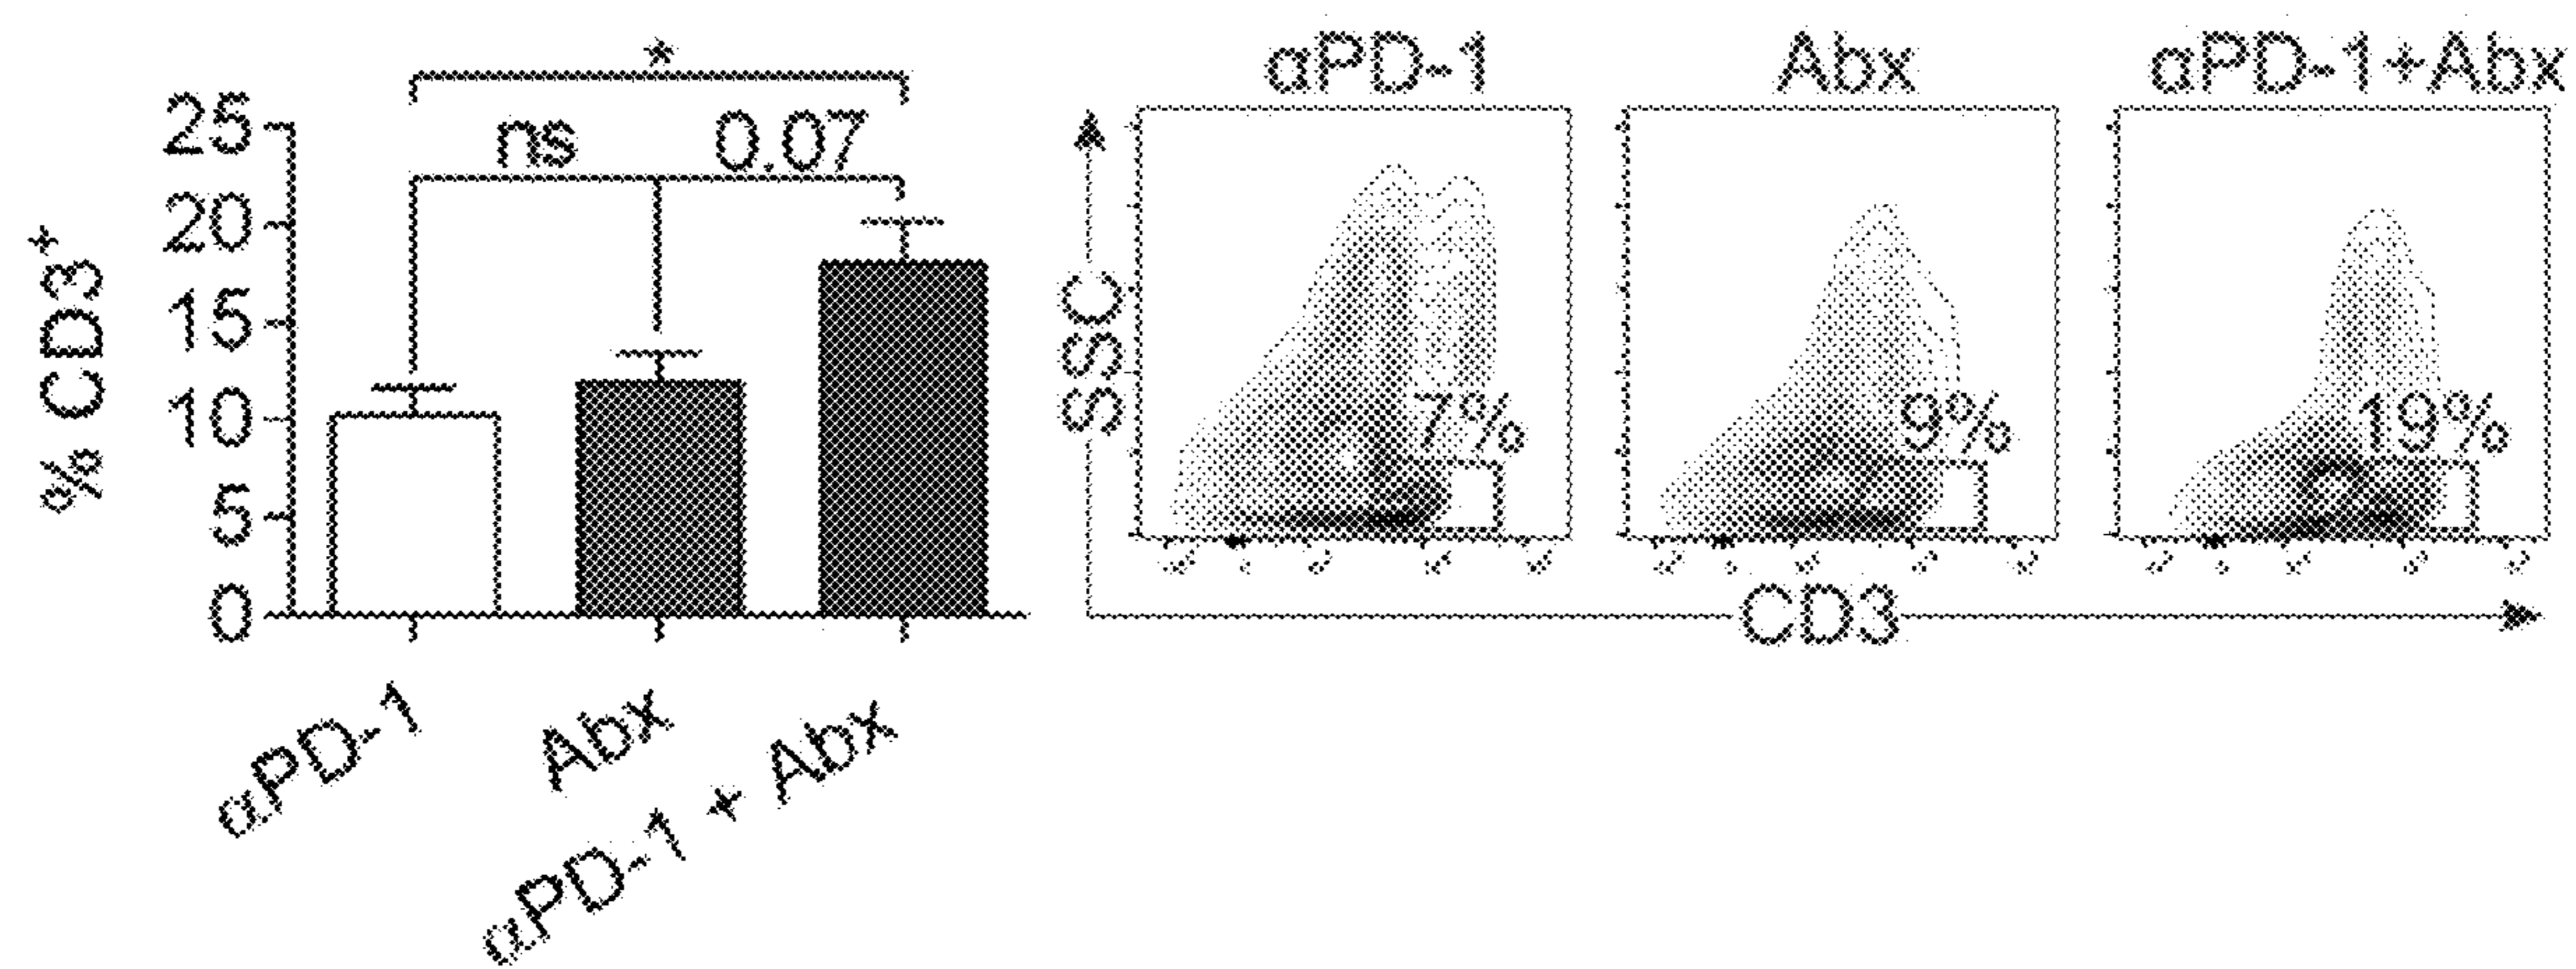 *
ns 0.07
% CD3+
25
20
15
10
5
0
αPD-1
Abx
αPD-1 + Abx
αPD-1
Abx
αPD-1+Abx
SSC
7%
9%
19%
CD3